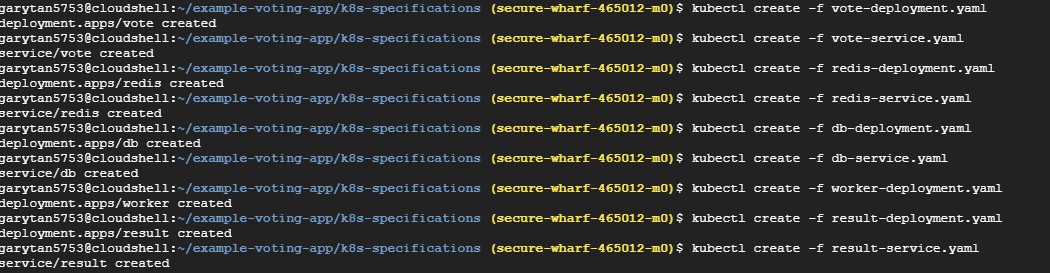 garytan5753@cloudshell:~/example-voting-app/k8s-specifications (secure-wharf-465012-m0)$ kubectl create -f vote-deployment.yaml
deployment.apps/vote created
garytan5753@cloudshell:~/example-voting-app/k8s-specifications (secure-wharf-465012-m0)$ kubectl create -f vote-service.yaml
service/vote created
garytan5753@cloudshell:~/example-voting-app/k8s-specifications (secure-wharf-465012-m0)$ kubectl create -f redis-deployment.yaml
deployment.apps/redis created
garytan5753@cloudshell:~/example-voting-app/k8s-specifications (secure-wharf-465012-m0)$ kubectl create -f redis-service.yaml
service/redis created
garytan5753@cloudshell:~/example-voting-app/k8s-specifications (secure-wharf-465012-m0)$ kubectl create -f db-deployment.yaml
deployment.apps/db created
garytan5753@cloudshell:~/example-voting-app/k8s-specifications (secure-wharf-465012-m0)$ kubectl create -f db-service.yaml
service/db created
garytan5753@cloudshell:~/example-voting-app/k8s-specifications (secure-wharf-465012-m0)$ kubectl create -f worker-deployment.yaml
deployment.apps/worker created
garytan5753@cloudshell:~/example-voting-app/k8s-specifications (secure-wharf-465012-m0)$ kubectl create -f result-deployment.yaml
deployment.apps/result created
garytan5753@cloudshell:~/example-voting-app/k8s-specifications (secure-wharf-465012-m0)$ kubectl create -f result-service.yaml
service/result created